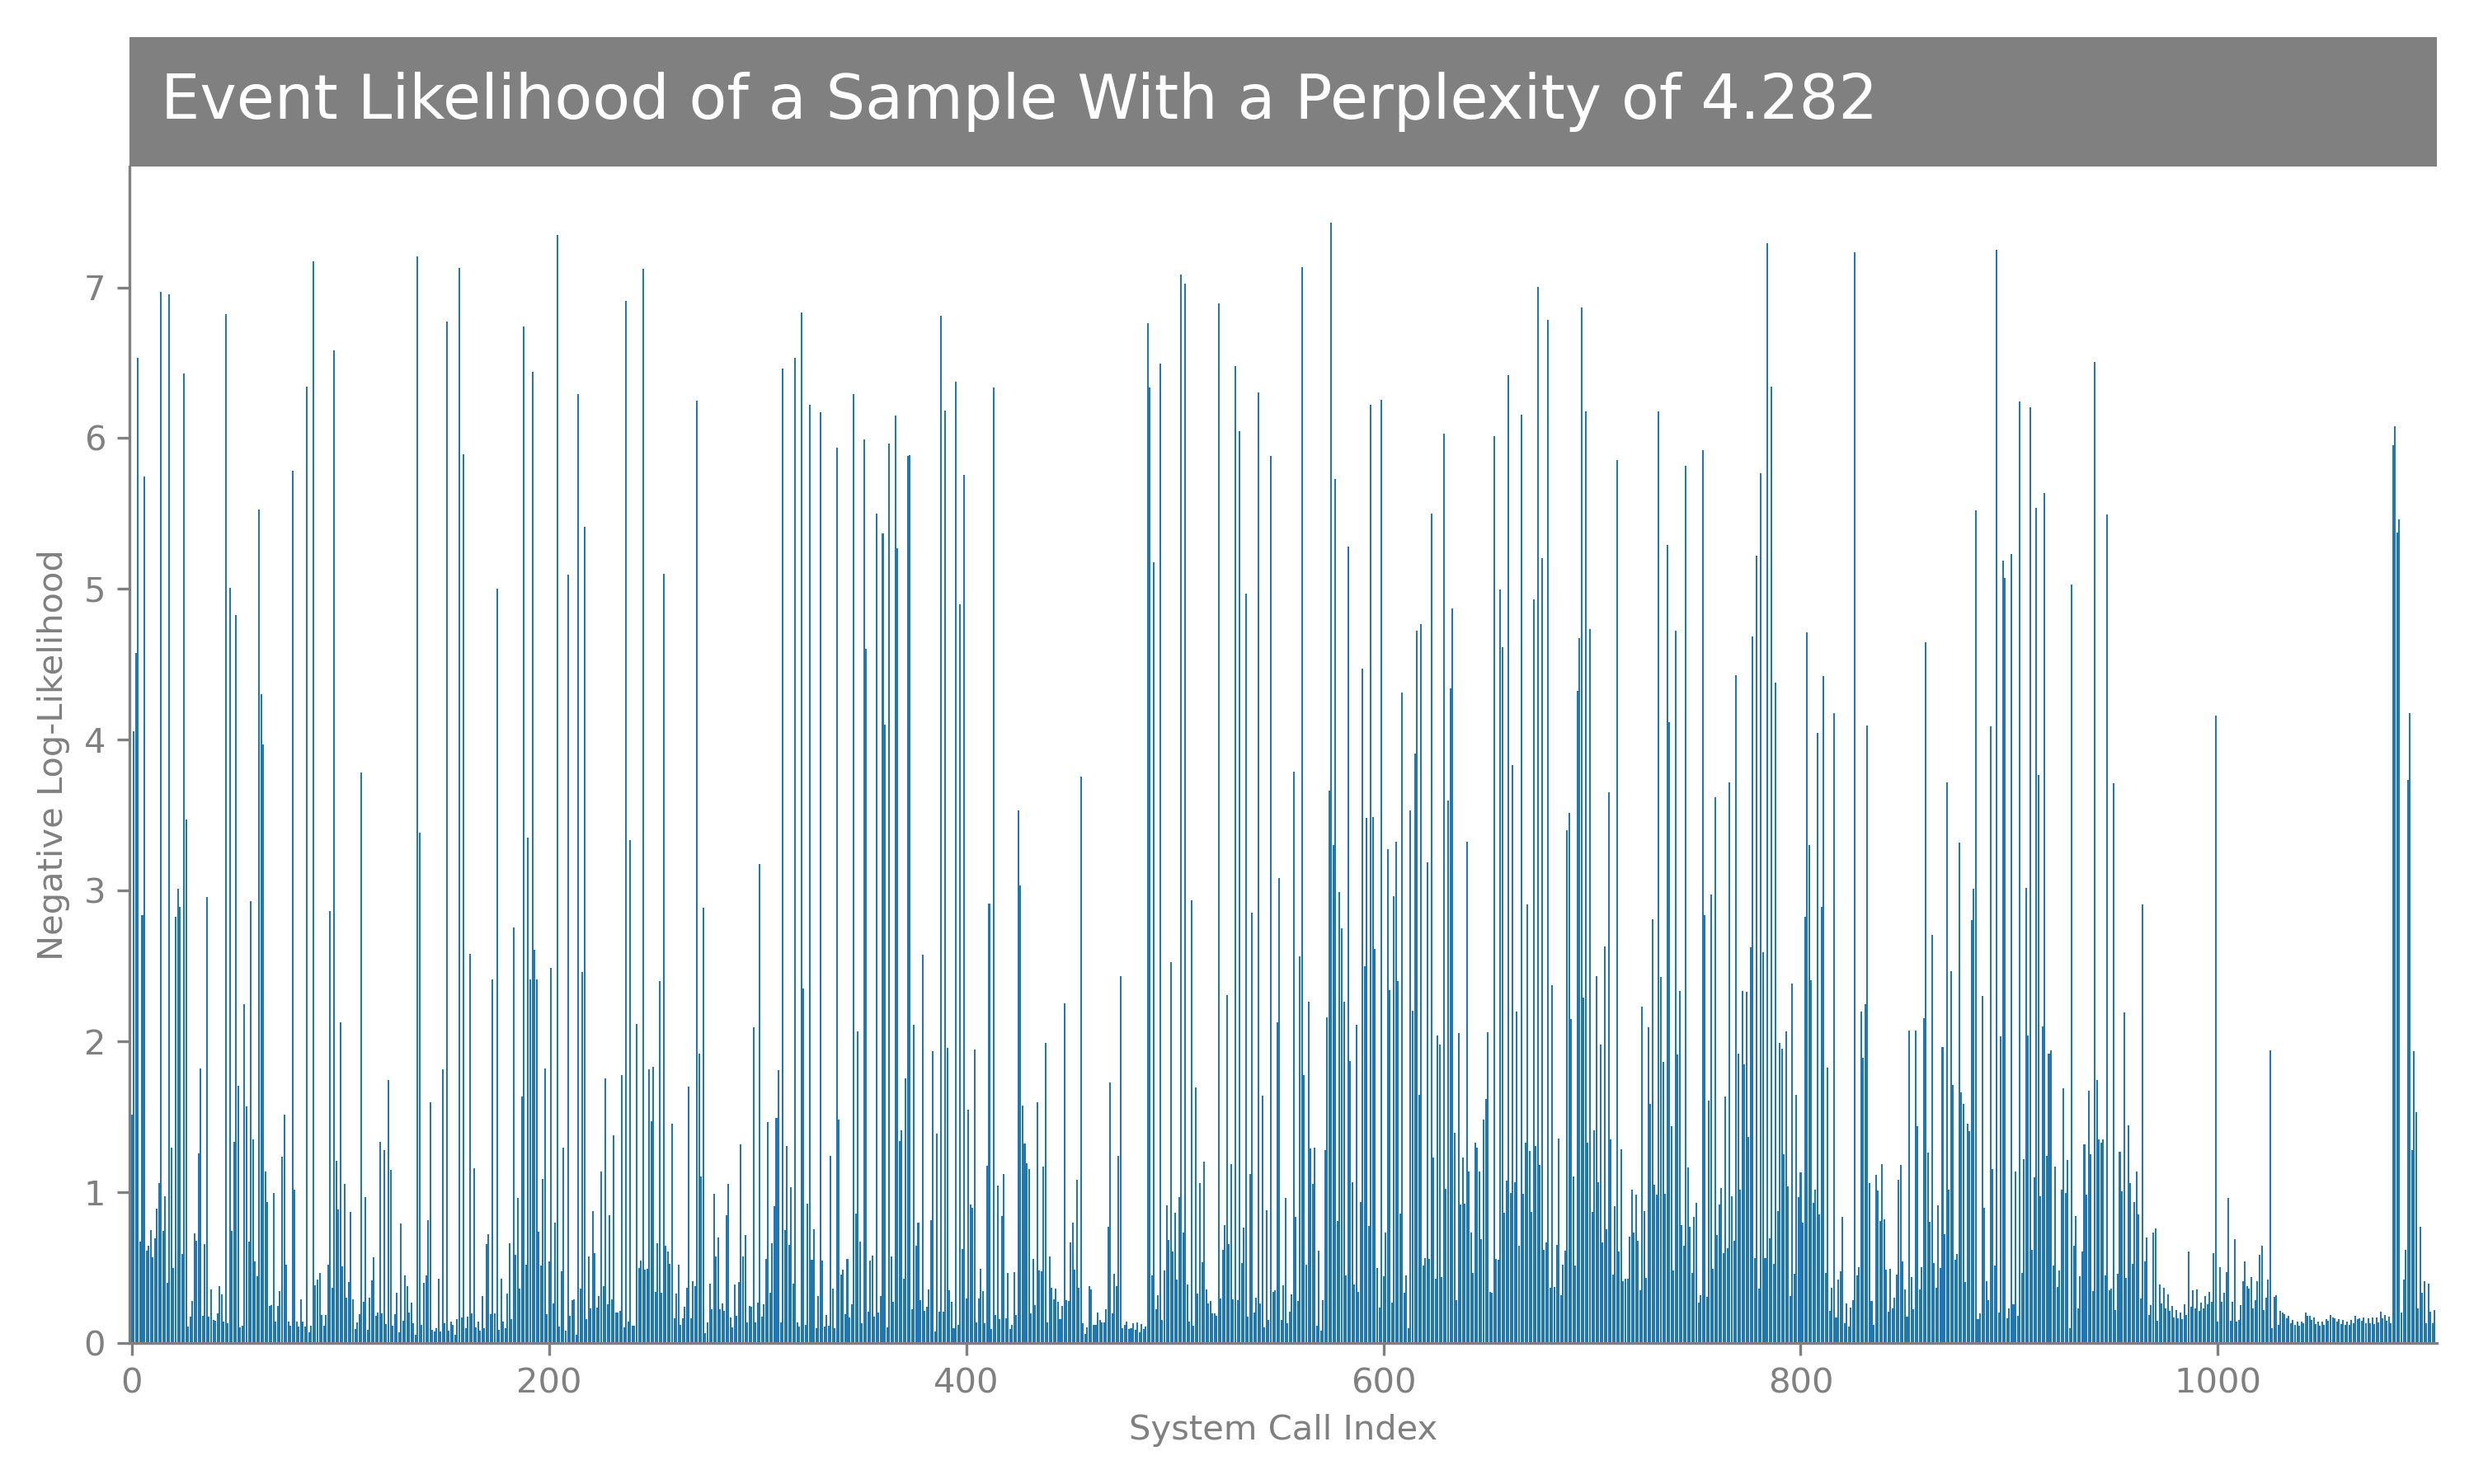 Event Likelihood of a Sample With a Perplexity of 4.282
Negative Log-Likelihood
7
6
5
4
3
2
1
0
0 200 400 600 800 1000
System Call Index